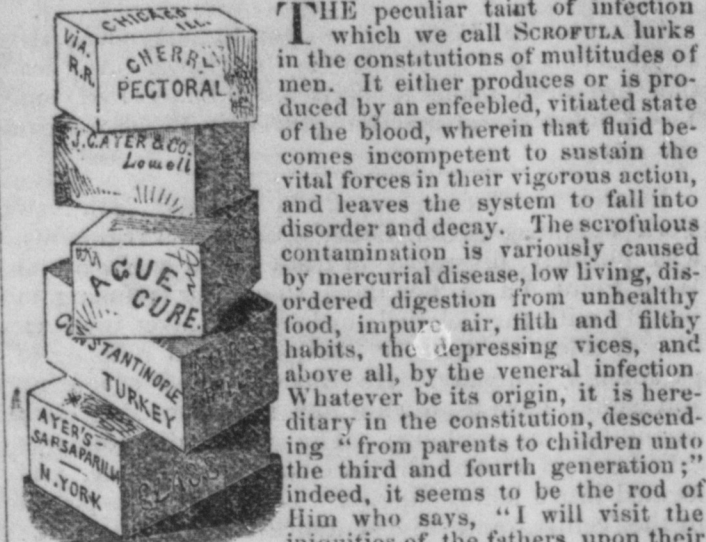 CHICAGO
ILL.
VIA.
R.R.
CHERRY
PECTORAL
J.C. AYER & CO.
Lowell
AGUE
CURE.
CONSTANTINOPLE
TURKEY
AYER'S
SARSAPARILLA
N. YORK
GLASS
THE peculiar taint of infection
which we call SCROFULA lurks
in the constitutions of multitudes of
men. It either produces or is pro-
duced by an enfeebled, vitiated state
of the blood, wherein that fluid be-
comes incompetent to sustain the
vital forces in their vigorous action,
and leaves the system to fall into
disorder and decay. The scrofulous
contamination is variously caused
by mercurial disease, low living, dis-
ordered digestion from unhealthy
food, impure air, filth and filthy
habits, the depressing vices, and
above all, by the veneral infection
Whatever be its origin, it is here-
ditary in the constitution, descend-
ing "from parents to children unto
the third and fourth generation;"
indeed, it seems to be the rod of
Him who says, "I will visit the
iniquities of the fathers upon their